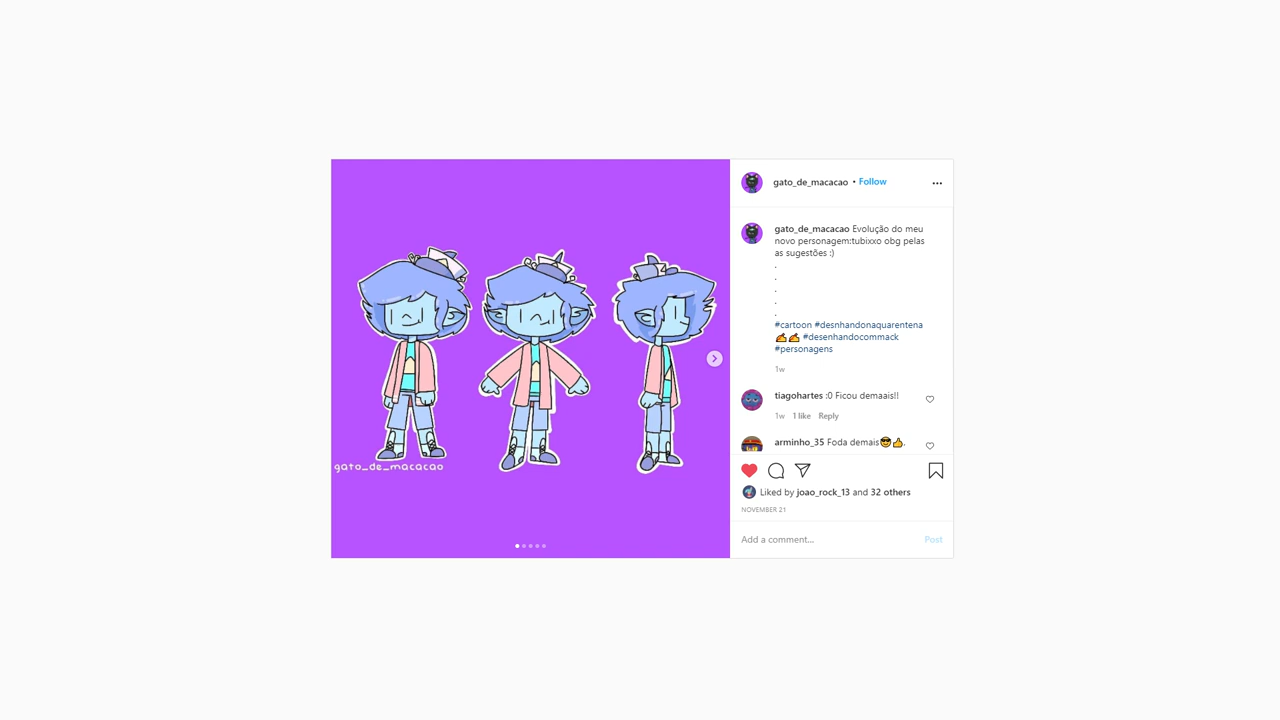 gato_de_macacao • Follow
gato_de_macacao Evolução do meu
novo personagem:tubixxo obg pelas
as sugestões :)
.
.
.
.
.
#cartoon #desnhandonaquarentena
✍✍ #desenhandocommack
#personagens
1w
tiagohartes :0 Ficou demaais!!
1w 1 like Reply
arminho_35 Foda demais😎👍.
Liked by joao_rock_13 and 32 others
NOVEMBER 21
Add a comment... Post
gato_de_macacao